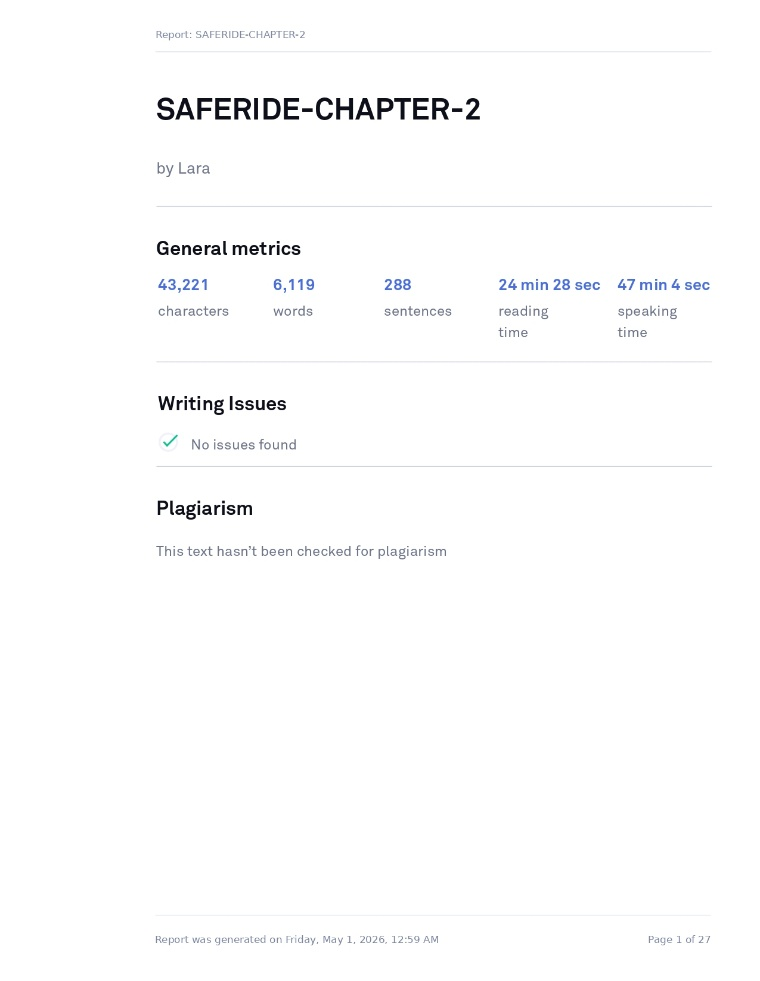 Report: SAFERIDE-CHAPTER-2
SAFERIDE-CHAPTER-2
by Lara
General metrics
43,221 6,119 288 24 min 28 sec 47 min 4 sec
characters words sentences reading time speaking time
Writing Issues
No issues found
Plagiarism
This text hasn't been checked for plagiarism
Report was generated on Friday, May 1, 2026, 12:59 AM Page 1 of 27